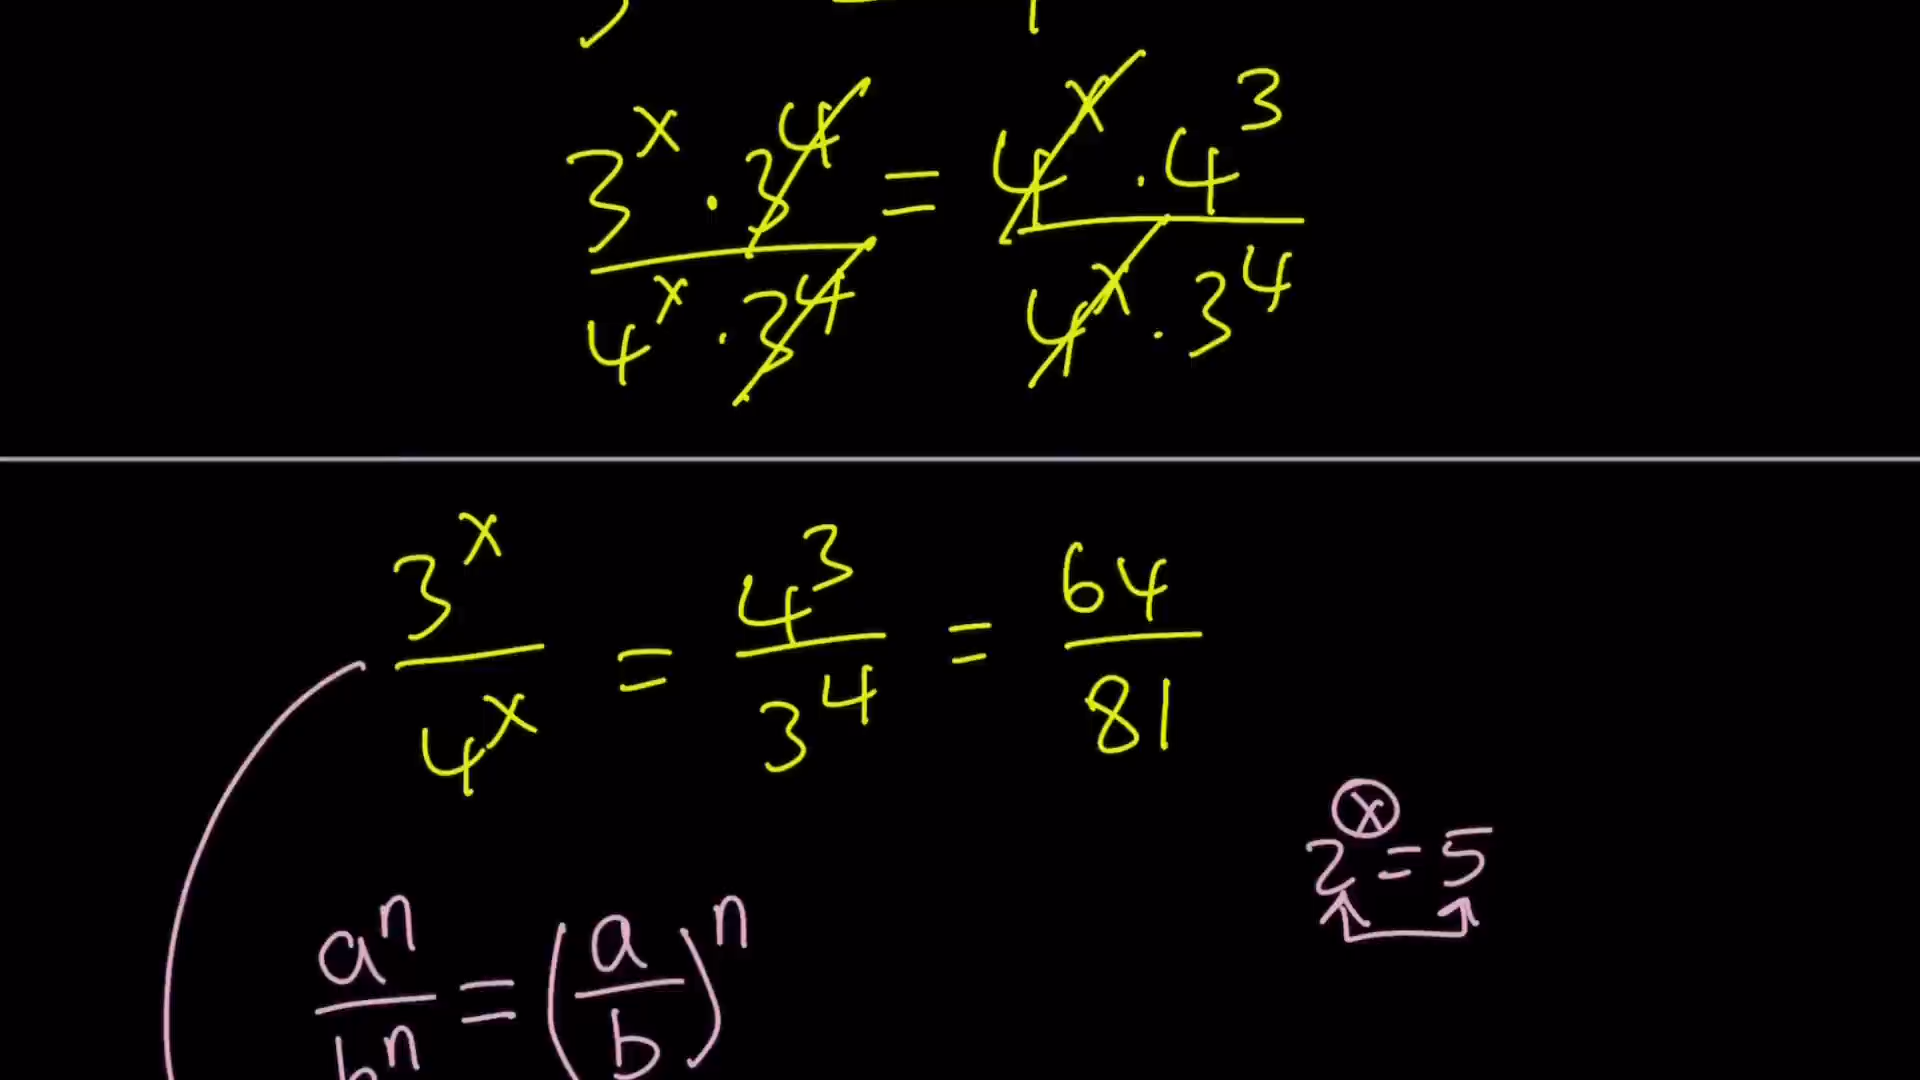 3^x · 3^4 / 4^x · 3^4 = 4^x · 4^3 / 4^x · 3^4
3^x / 4^x = 4^3 / 3^4 = 64 / 81
2^x = 5
a^n / b^n = (a / b)^n